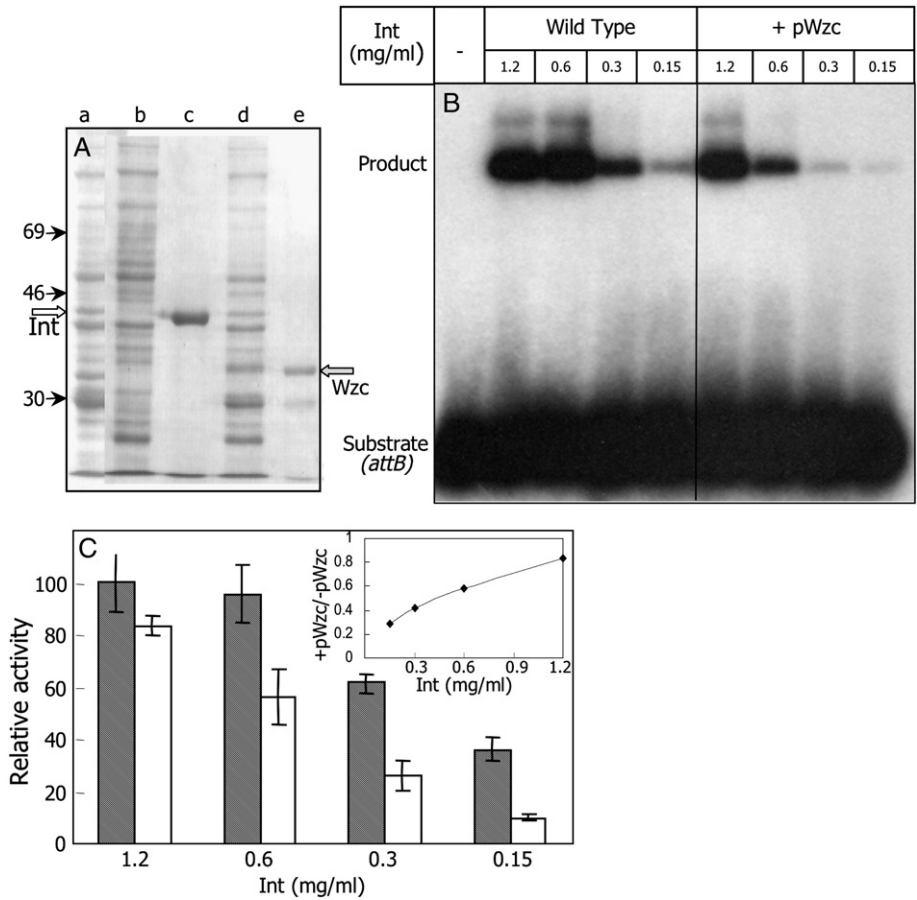 Int
(mg/ml)
-
Wild Type
+ pWzc
1.2
0.6
0.3
0.15
1.2
0.6
0.3
0.15
a
b
c
d
e
A
69
46
Int
30
Wzc
B
Product
Substrate
(attB)
C
Relative activity
100
80
60
40
20
0
1.2
0.6
0.3
0.15
Int (mg/ml)
+pWzc/-pWzc
1
0.8
0.6
0.4
0.2
0
0.3
0.6
0.9
1.2
Int (mg/ml)